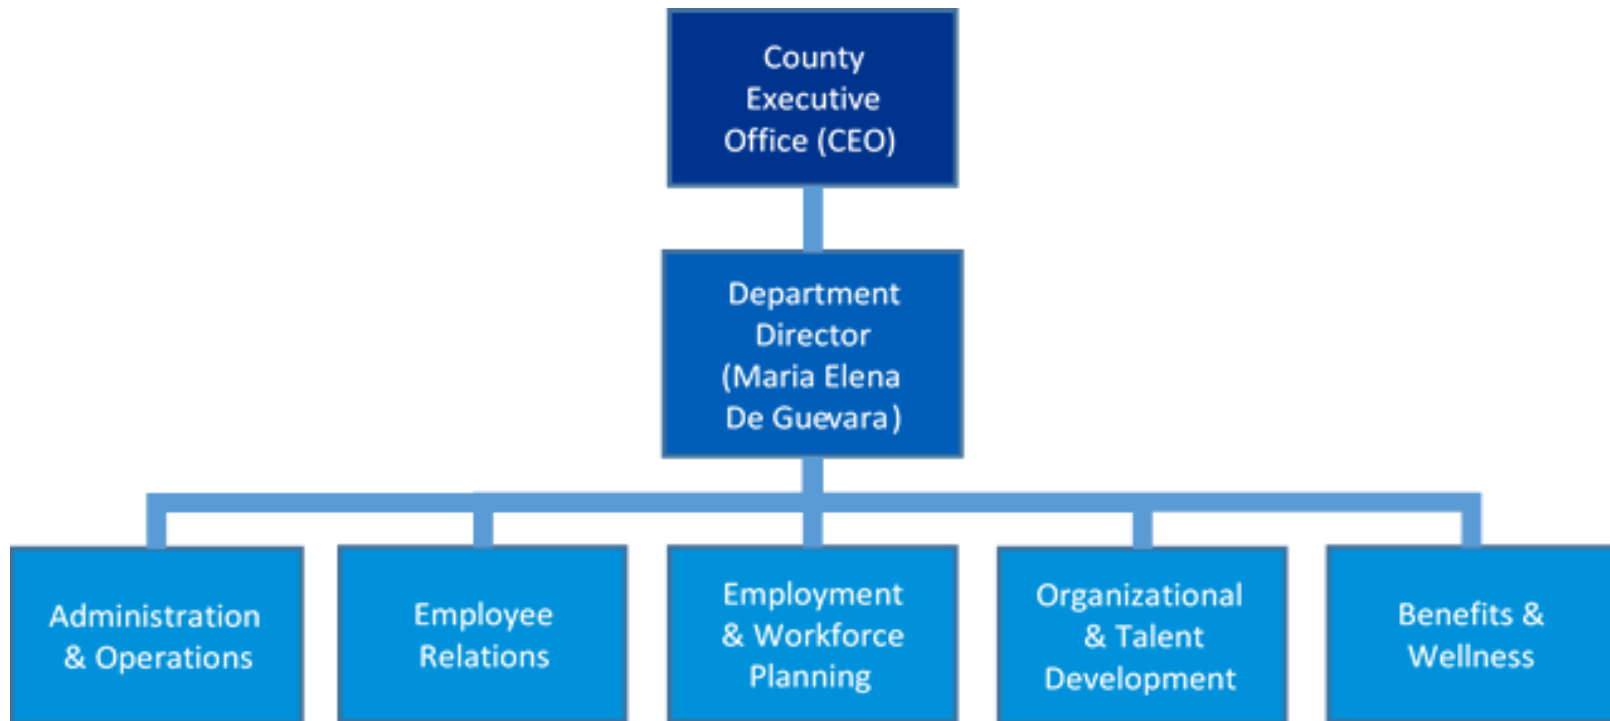 County
Executive
Office (CEO)
Department
Director
(Maria Elena
De Guevara)
Administration
& Operations
Employee
Relations
Employment
& Workforce
Planning
Organizational
& Talent
Development
Benefits &
Wellness